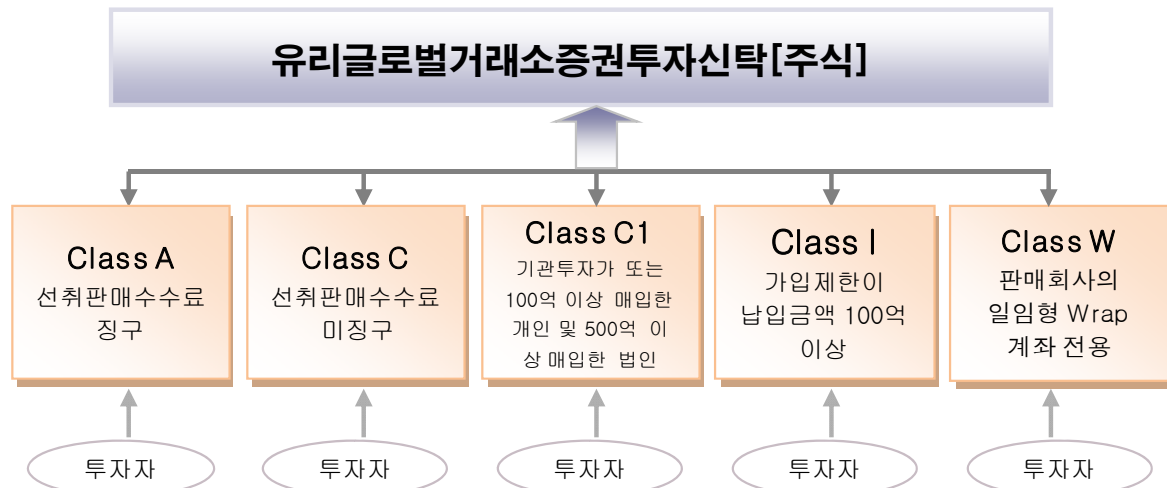 유리글로벌거래소증권투자신탁[주식]
Class A
선취판매수수료
징구
Class C
선취판매수수료
미징구
Class C1
기관투자가 또는
100억 이상 매입한
개인 및 500억 이
상 매입한 법인
Class I
가입제한이
납입금액 100억
이상
Class W
판매회사의
일임형 Wrap
계좌 전용
투자자
투자자
투자자
투자자
투자자